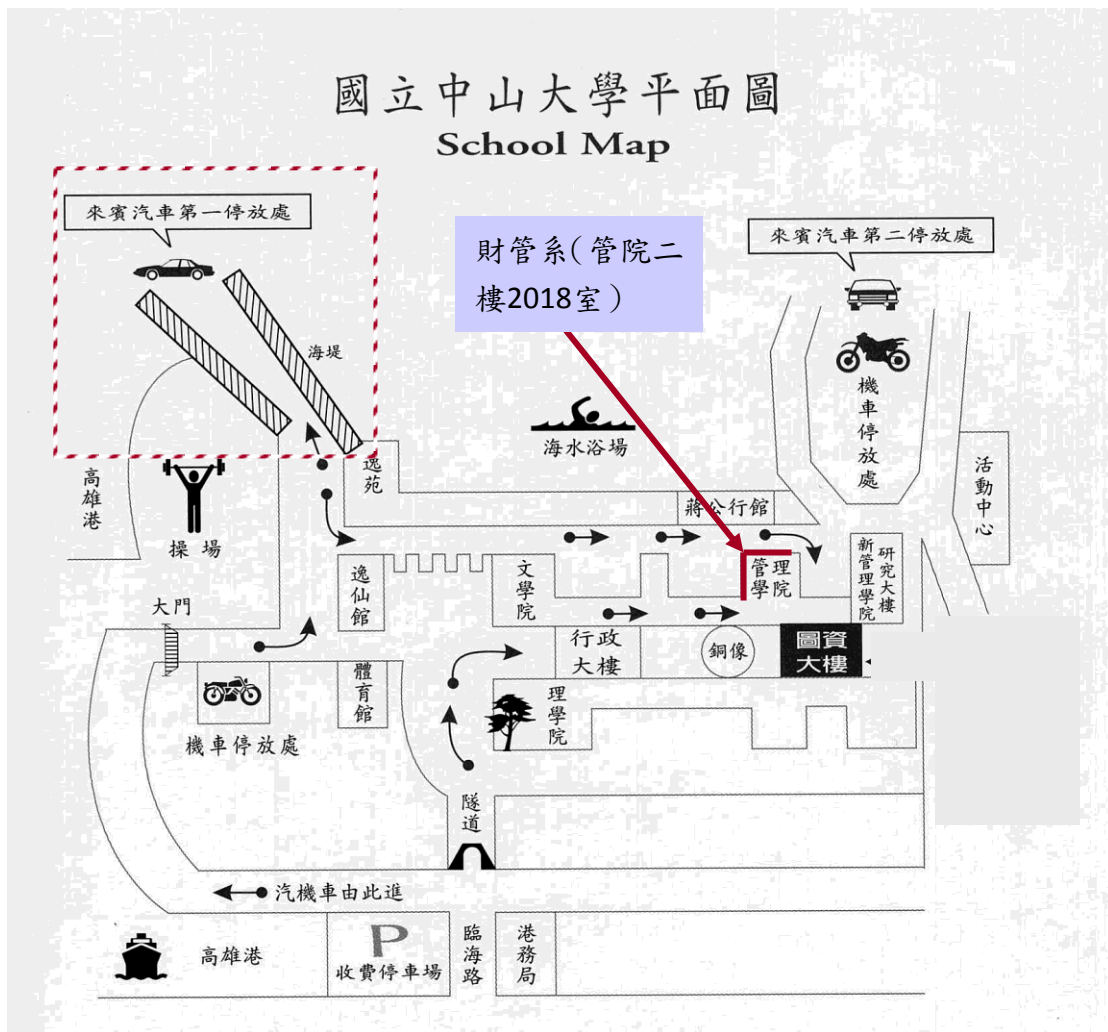 國立中山大學平面圖
School Map
來賓汽車第一停放處
財管系(管院二
樓2018室)
來賓汽車第二停放處
海堤
機車停放處
海水浴場
逸苑
高雄港
活動中心
蔣公行館
操場
管理
學院
新管理學院
研究大樓
文學院
逸仙館
大門
行政
大樓
銅像
圖資
大樓
體育館
理學院
機車停放處
隧道
汽機車由此進
高雄港
P
收費停車場
臨海路
港務局